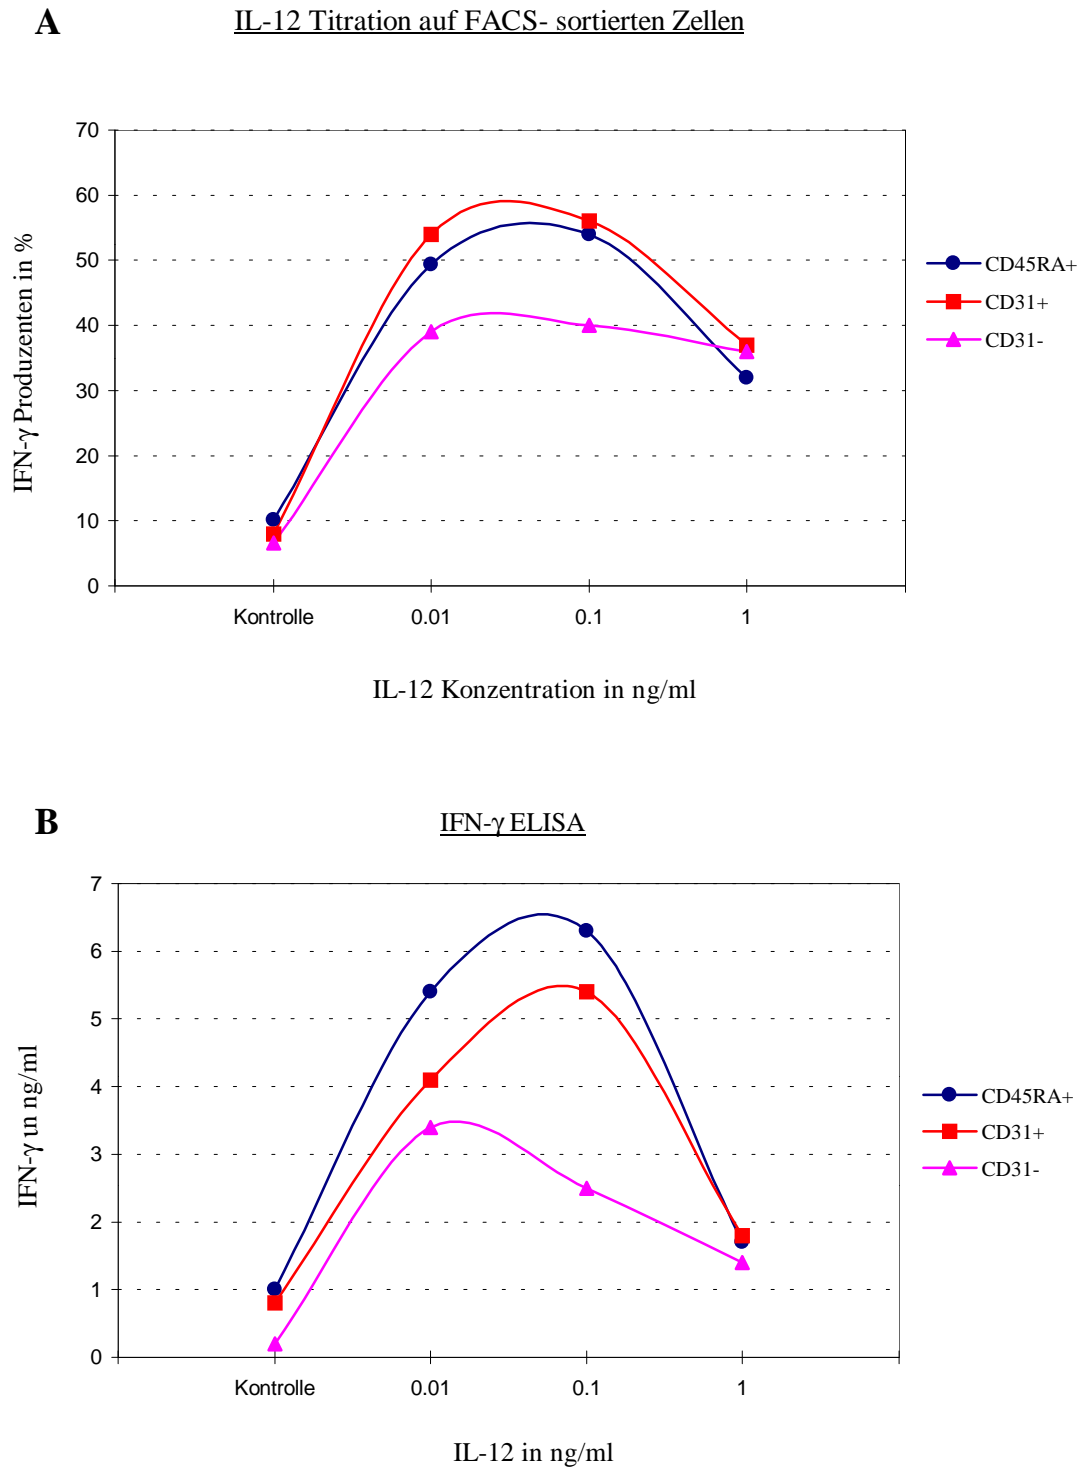 A
IL-12 Titration auf FACS- sortierten Zellen
70
60
50
40
30
20
10
0
IFN-γ Produzenten in %
Kontrolle 0.01 0.1 1
IL-12 Konzentration in ng/ml
CD45RA+
CD31+
CD31-
B
IFN-γ ELISA
7
6
5
4
3
2
1
0
IFN-γ un ng/ml
Kontrolle 0.01 0.1 1
IL-12 in ng/ml
CD45RA+
CD31+
CD31-